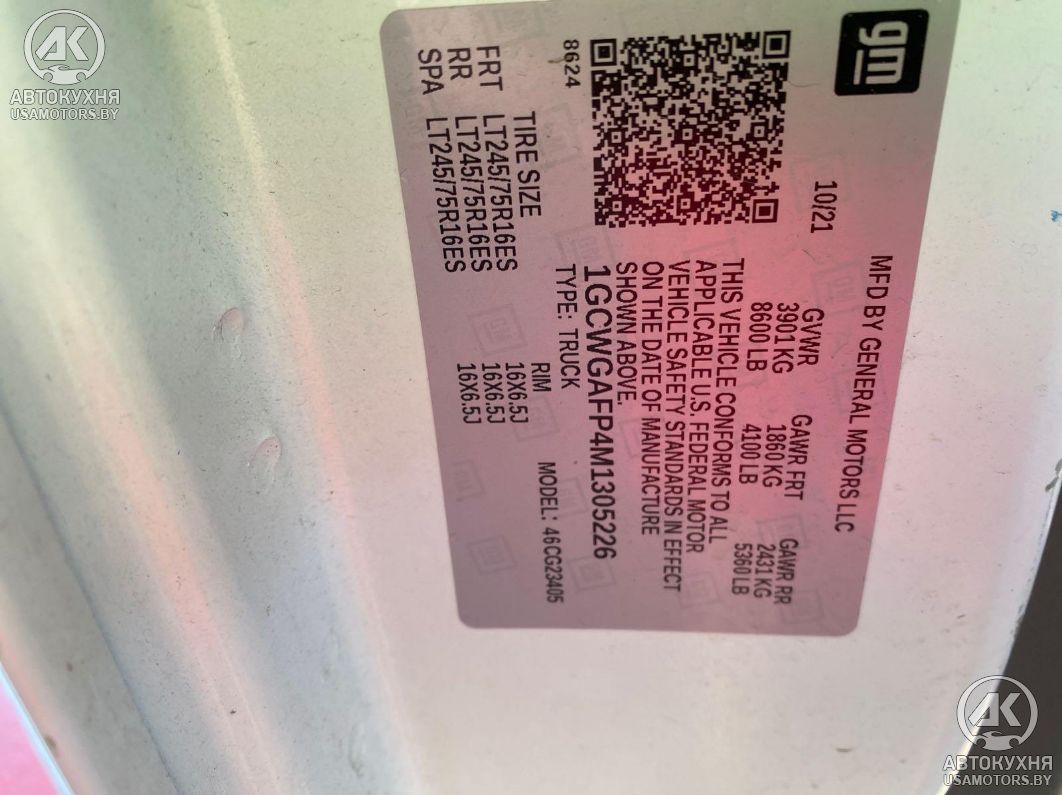 AK
АВТОКУХНЯ
USAMOTORS.BY
gm
MFD BY GENERAL MOTORS LLC
10/21
GVWR GAWR FRT GAWR RR
3901 KG 1860 KG 2431 KG
8600 LB 4100 LB 5360 LB
THIS VEHICLE CONFORMS TO ALL
APPLICABLE U.S. FEDERAL MOTOR
VEHICLE SAFETY STANDARDS IN EFFECT
ON THE DATE OF MANUFACTURE
SHOWN ABOVE.
1GCWGAFP4M1305226
8624
TYPE: TRUCK MODEL: 46CG23405
TIRE SIZE RIM
FRT LT245/75R16ES 16X6.5J
RR LT245/75R16ES 16X6.5J
SPA LT245/75R16ES 16X6.5J
AK
АВТОКУХНЯ
USAMOTORS.BY